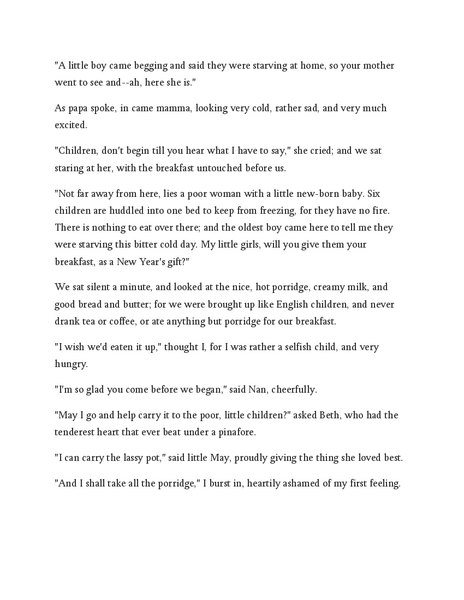 "A little boy came begging and said they were starving at home, so your mother
went to see and--ah, here she is."
As papa spoke, in came mamma, looking very cold, rather sad, and very much
excited.
"Children, don't begin till you hear what I have to say," she cried; and we sat
staring at her, with the breakfast untouched before us.
"Not far away from here, lies a poor woman with a little new-born baby. Six
children are huddled into one bed to keep from freezing, for they have no fire.
There is nothing to eat over there; and the oldest boy came here to tell me they
were starving this bitter cold day. My little girls, will you give them your
breakfast, as a New Year's gift?"
We sat silent a minute, and looked at the nice, hot porridge, creamy milk, and
good bread and butter; for we were brought up like English children, and never
drank tea or coffee, or ate anything but porridge for our breakfast.
"I wish we'd eaten it up," thought I, for I was rather a selfish child, and very
hungry.
"I'm so glad you come before we began," said Nan, cheerfully.
"May I go and help carry it to the poor, little children?" asked Beth, who had the
tenderest heart that ever beat under a pinafore.
"I can carry the lassy pot," said little May, proudly giving the thing she loved best.
"And I shall take all the porridge," I burst in, heartily ashamed of my first feeling.